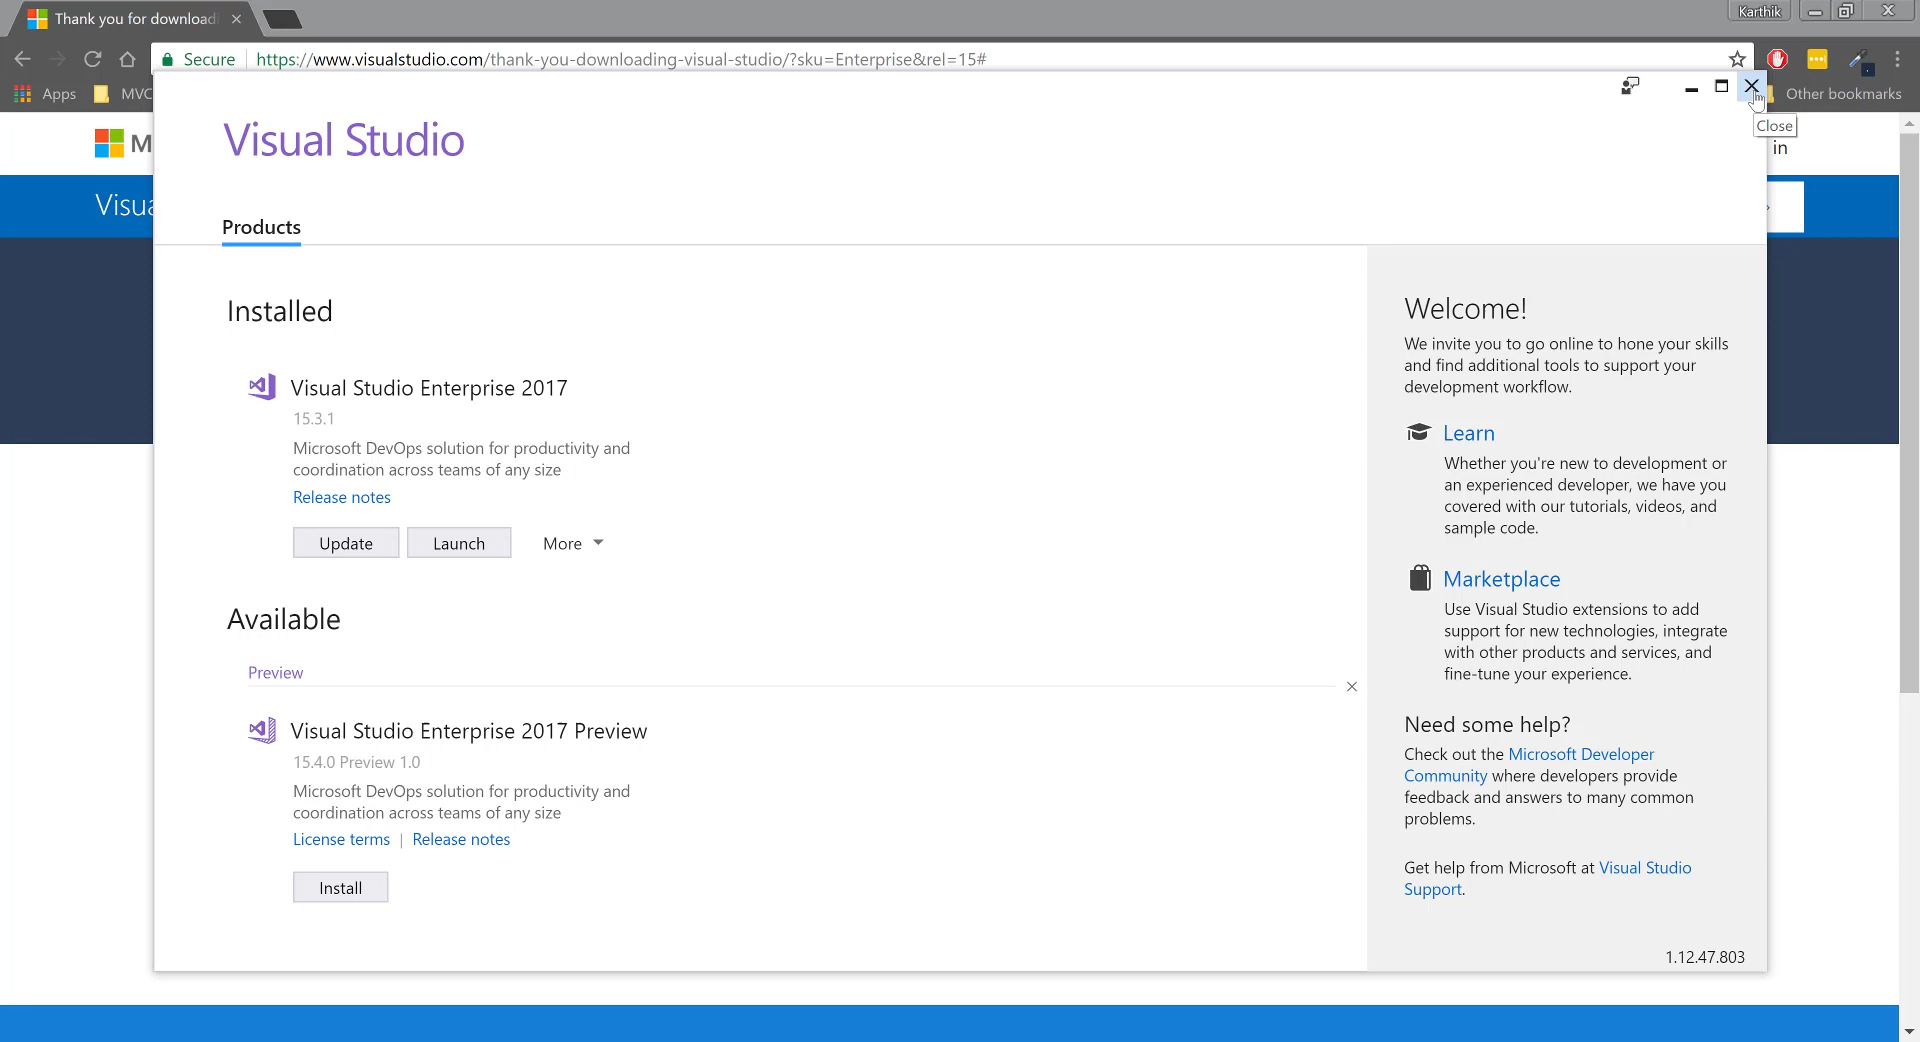 Thank you for download
Karthik
Secure
https://www.visualstudio.com/thank-you-downloading-visual-studio/?sku=Enterprise&rel=15#
Apps
MVC
Other bookmarks
Close
M
in
Visua
Visual Studio
Products
Installed
Visual Studio Enterprise 2017
15.3.1
Microsoft DevOps solution for productivity and
coordination across teams of any size
Release notes
Update
Launch
More
Available
Preview
Visual Studio Enterprise 2017 Preview
15.4.0 Preview 1.0
Microsoft DevOps solution for productivity and
coordination across teams of any size
License terms | Release notes
Install
Welcome!
We invite you to go online to hone your skills
and find additional tools to support your
development workflow.
Learn
Whether you're new to development or
an experienced developer, we have you
covered with our tutorials, videos, and
sample code.
Marketplace
Use Visual Studio extensions to add
support for new technologies, integrate
with other products and services, and
fine-tune your experience.
Need some help?
Check out the Microsoft Developer
Community where developers provide
feedback and answers to many common
problems.
Get help from Microsoft at Visual Studio
Support.
1.12.47.803